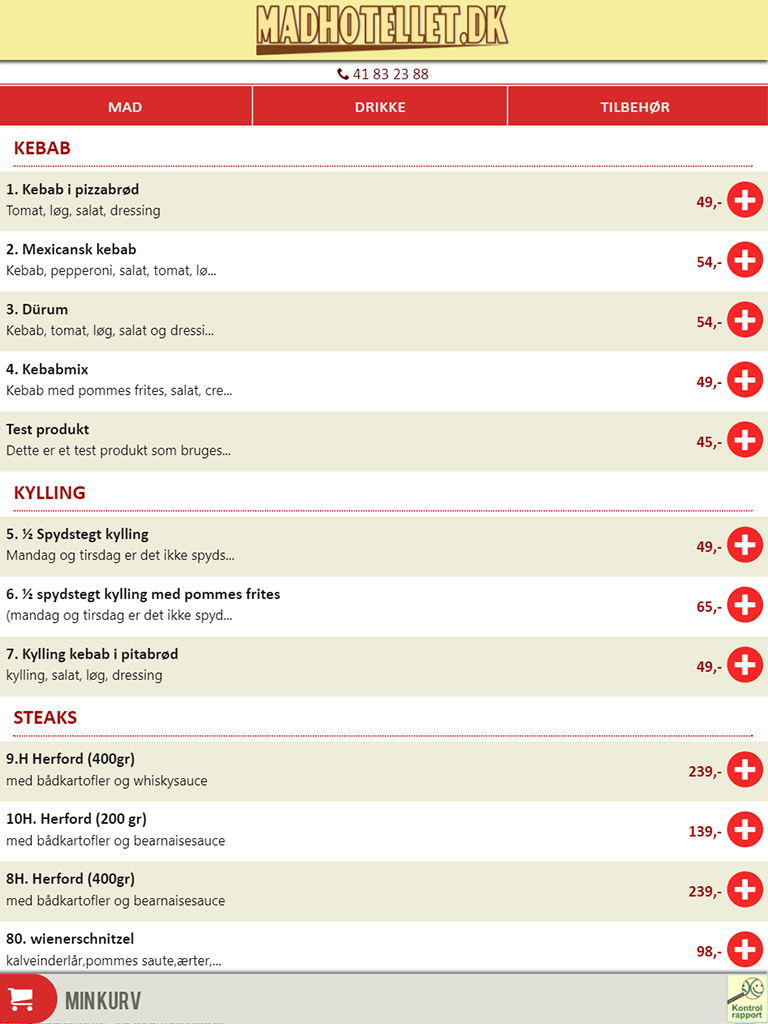 MADHOTELLET.DK
41 83 23 88
MAD
DRIKKE
TILBEHØR
KEBAB
1. Kebab i pizzabrød
Tomat, løg, salat, dressing
49,-
2. Mexicansk kebab
Kebab, pepperoni, salat, tomat, lø...
54,-
3. Dürum
Kebab, tomat, løg, salat og dressi...
54,-
4. Kebabmix
Kebab med pommes frites, salat, cre...
49,-
Test produkt
Dette er et test produkt som bruges...
45,-
KYLLING
5. ½ Spydstegt kylling
Mandag og tirsdag er det ikke spyds...
49,-
6. ½ spydstegt kylling med pommes frites
(mandag og tirsdag er det ikke spyd...
65,-
7. Kylling kebab i pitabrød
kylling, salat, løg, dressing
49,-
STEAKS
9.H Herford (400gr)
med bådkartofler og whiskysauce
239,-
10H. Herford (200 gr)
med bådkartofler og bearnaisesauce
139,-
8H. Herford (400gr)
med bådkartofler og bearnaisesauce
239,-
80. wienerschnitzel
kalveinderlår,pommes saute,ærter,...
98,-
MIN KURV
Kontrol
rapport